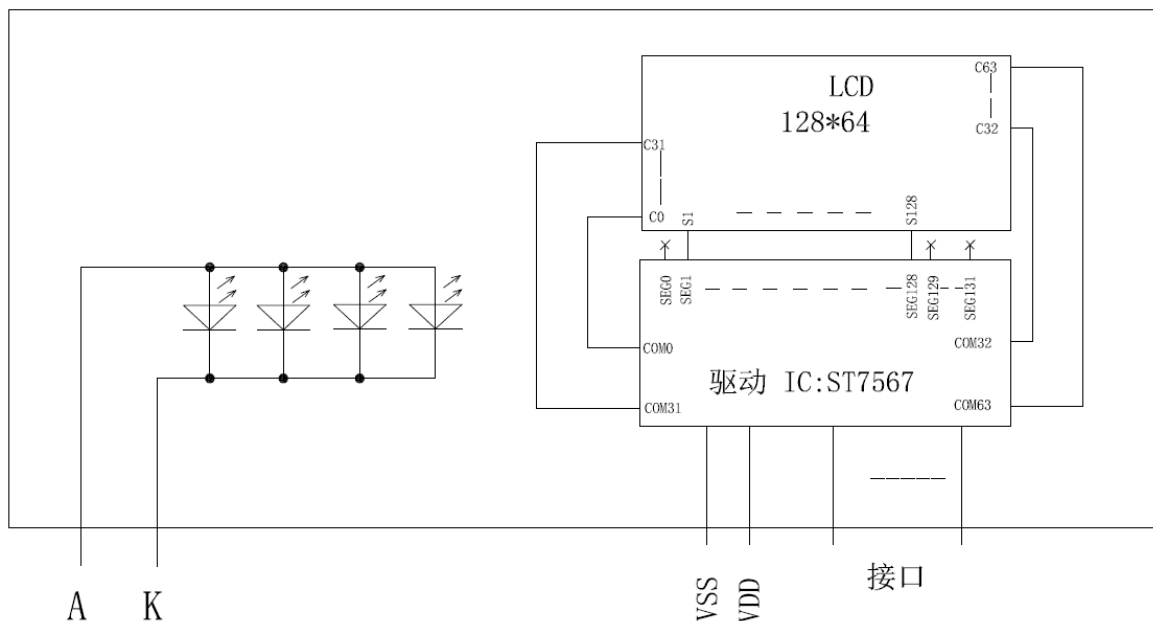 LCD
128*64
C63
C32
C31
C0
S1
S128
SEG0
SEG1
SEG128
SEG129
SEG131
COM0
COM32
驱动 IC:ST7567
COM31
COM63
A
K
VSS
VDD
接口